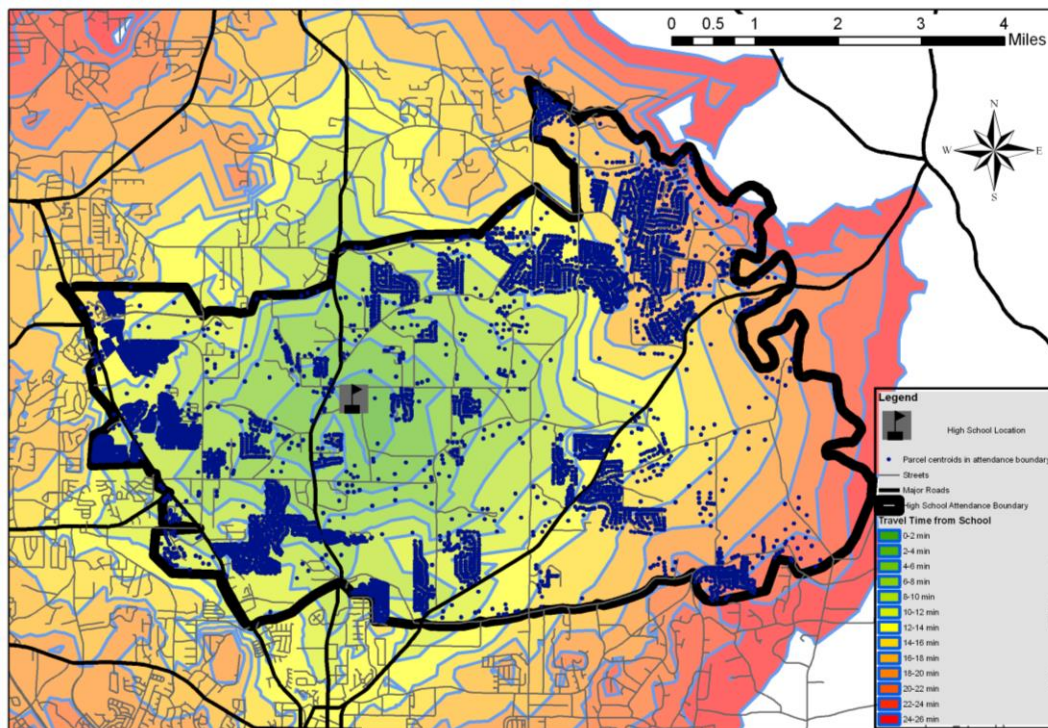 0 0.5 1 2 3 4
Miles
N
W E
S
Legend
High School Location
Parcel centroids in attendance boundary
Streets
Major Roads
High School Attendance Boundary
Travel Time from School
0-2 min
2-4 min
4-6 min
6-8 min
8-10 min
10-12 min
12-14 min
14-16 min
16-18 min
18-20 min
20-22 min
22-24 min
24-26 min